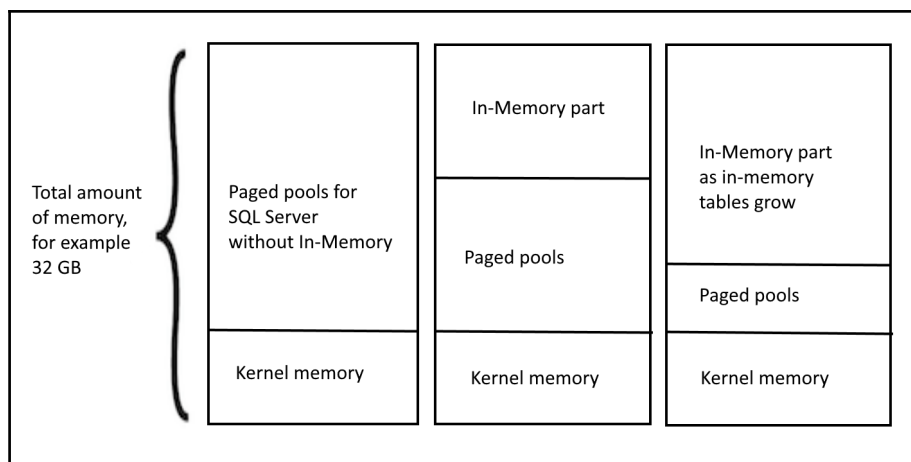 Total amount
of memory,
for example
32 GB
Paged pools for
SQL Server
without In-Memory
Kernel memory
In-Memory part
Paged pools
Kernel memory
In-Memory part
as in-memory
tables grow
Paged pools
Kernel memory